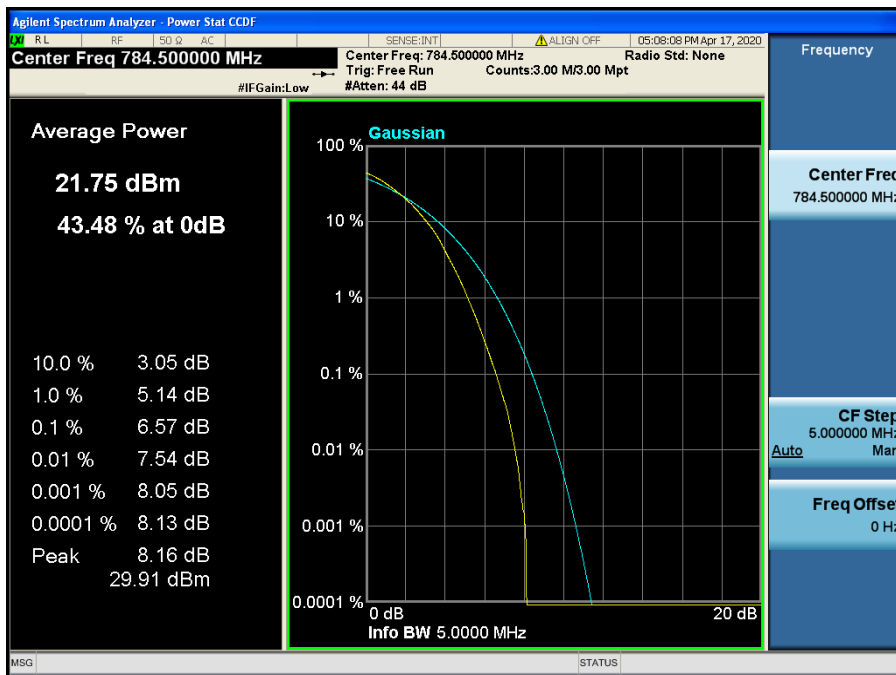 Agilent Spectrum Analyzer - Power Stat CCDF
LXI RL RF 50 Ω AC SENSE:INT ALIGN OFF 05:08:08 PM Apr 17, 2020
Center Freq 784.500000 MHz
Center Freq: 784.500000 MHz Radio Std: None
Trig: Free Run Counts:3.00 M/3.00 Mpt
#IFGain:Low #Atten: 44 dB
Average Power
21.75 dBm
43.48 % at 0dB
10.0 % 3.05 dB
1.0 % 5.14 dB
0.1 % 6.57 dB
0.01 % 7.54 dB
0.001 % 8.05 dB
0.0001 % 8.13 dB
Peak 8.16 dB
29.91 dBm
Gaussian
100 %
10 %
1 %
0.1 %
0.01 %
0.001 %
0.0001 %
0 dB 20 dB
Info BW 5.0000 MHz
Frequency
Center Freq
784.500000 MHz
CF Step
5.000000 MHz
Auto Man
Freq Offset
0 Hz
MSG STATUS